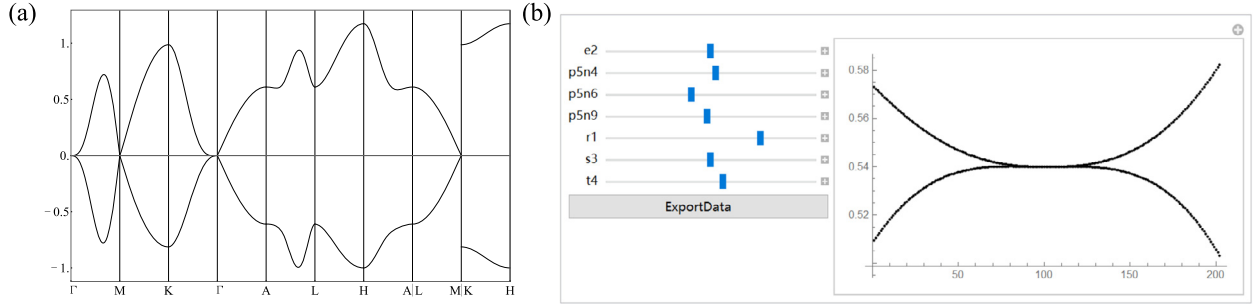 (a)
1.
0.5
0.
−0.5
−1.
Γ M K Γ A L H A L M K H
(b)
e2
p5n4
p5n6
p5n9
r1
s3
t4
ExportData
0.58
0.56
0.54
0.52
50 100 150 200